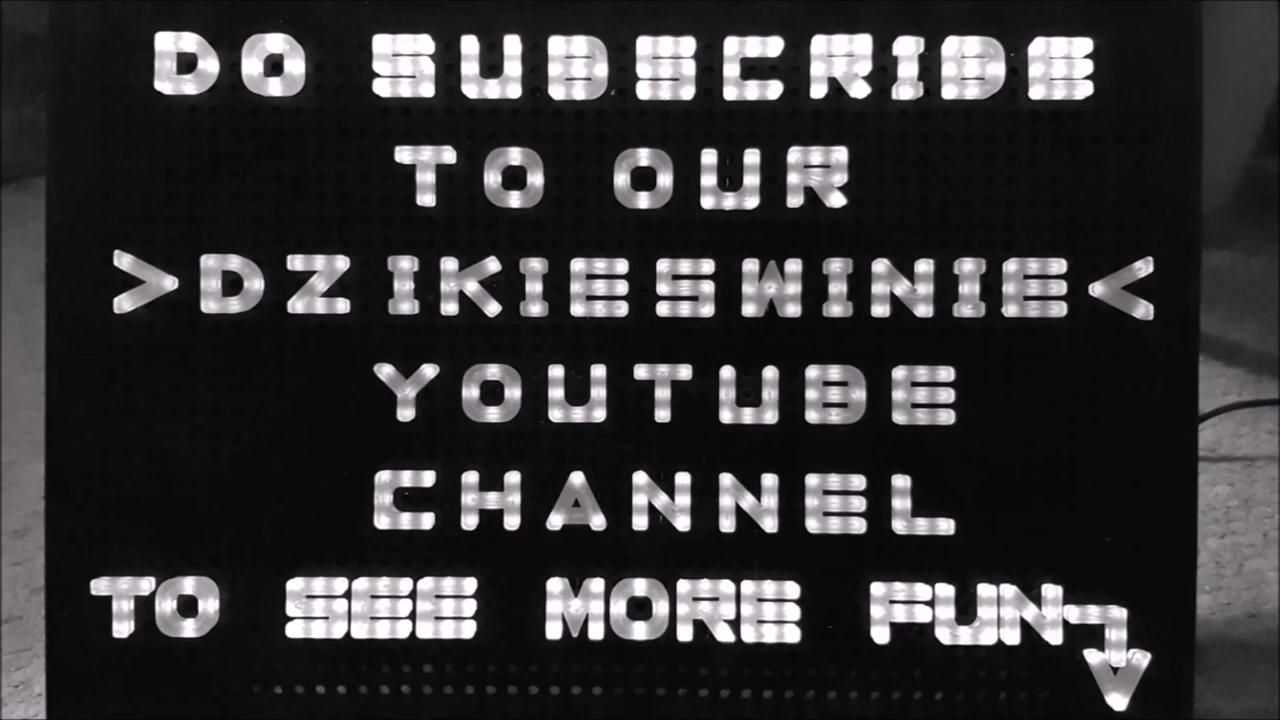 DO SUBSCRIBE
TO OUR
>DZIKIESWINIE<
YOUTUBE
CHANNEL
TO SEE MORE FUN